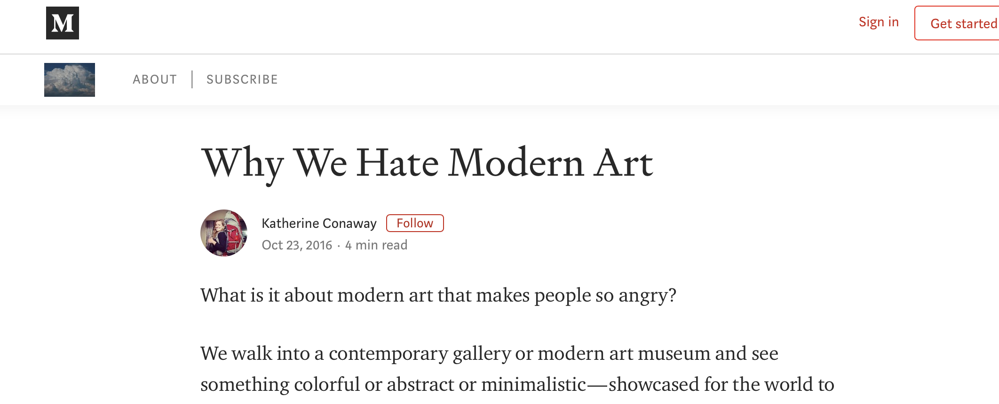 M
Sign in
Get started
ABOUT | SUBSCRIBE
Why We Hate Modern Art
Katherine Conaway Follow
Oct 23, 2016 · 4 min read
What is it about modern art that makes people so angry?
We walk into a contemporary gallery or modern art museum and see
something colorful or abstract or minimalistic—showcased for the world to